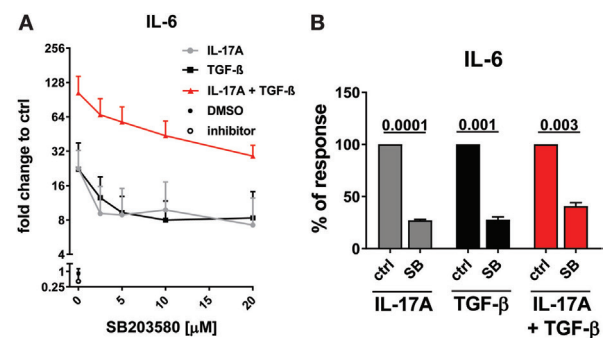 A
IL-6
fold change to ctrl
256
128
64
32
16
8
4
1
0.25
IL-17A
TGF-ß
IL-17A + TGF-ß
DMSO
inhibitor
0
5
10
15
20
SB203580 [µM]
B
IL-6
% of response
150
100
50
0
0.0001
0.001
0.003
ctrl
SB
ctrl
SB
ctrl
SB
IL-17A
TGF-β
IL-17A
+ TGF-β